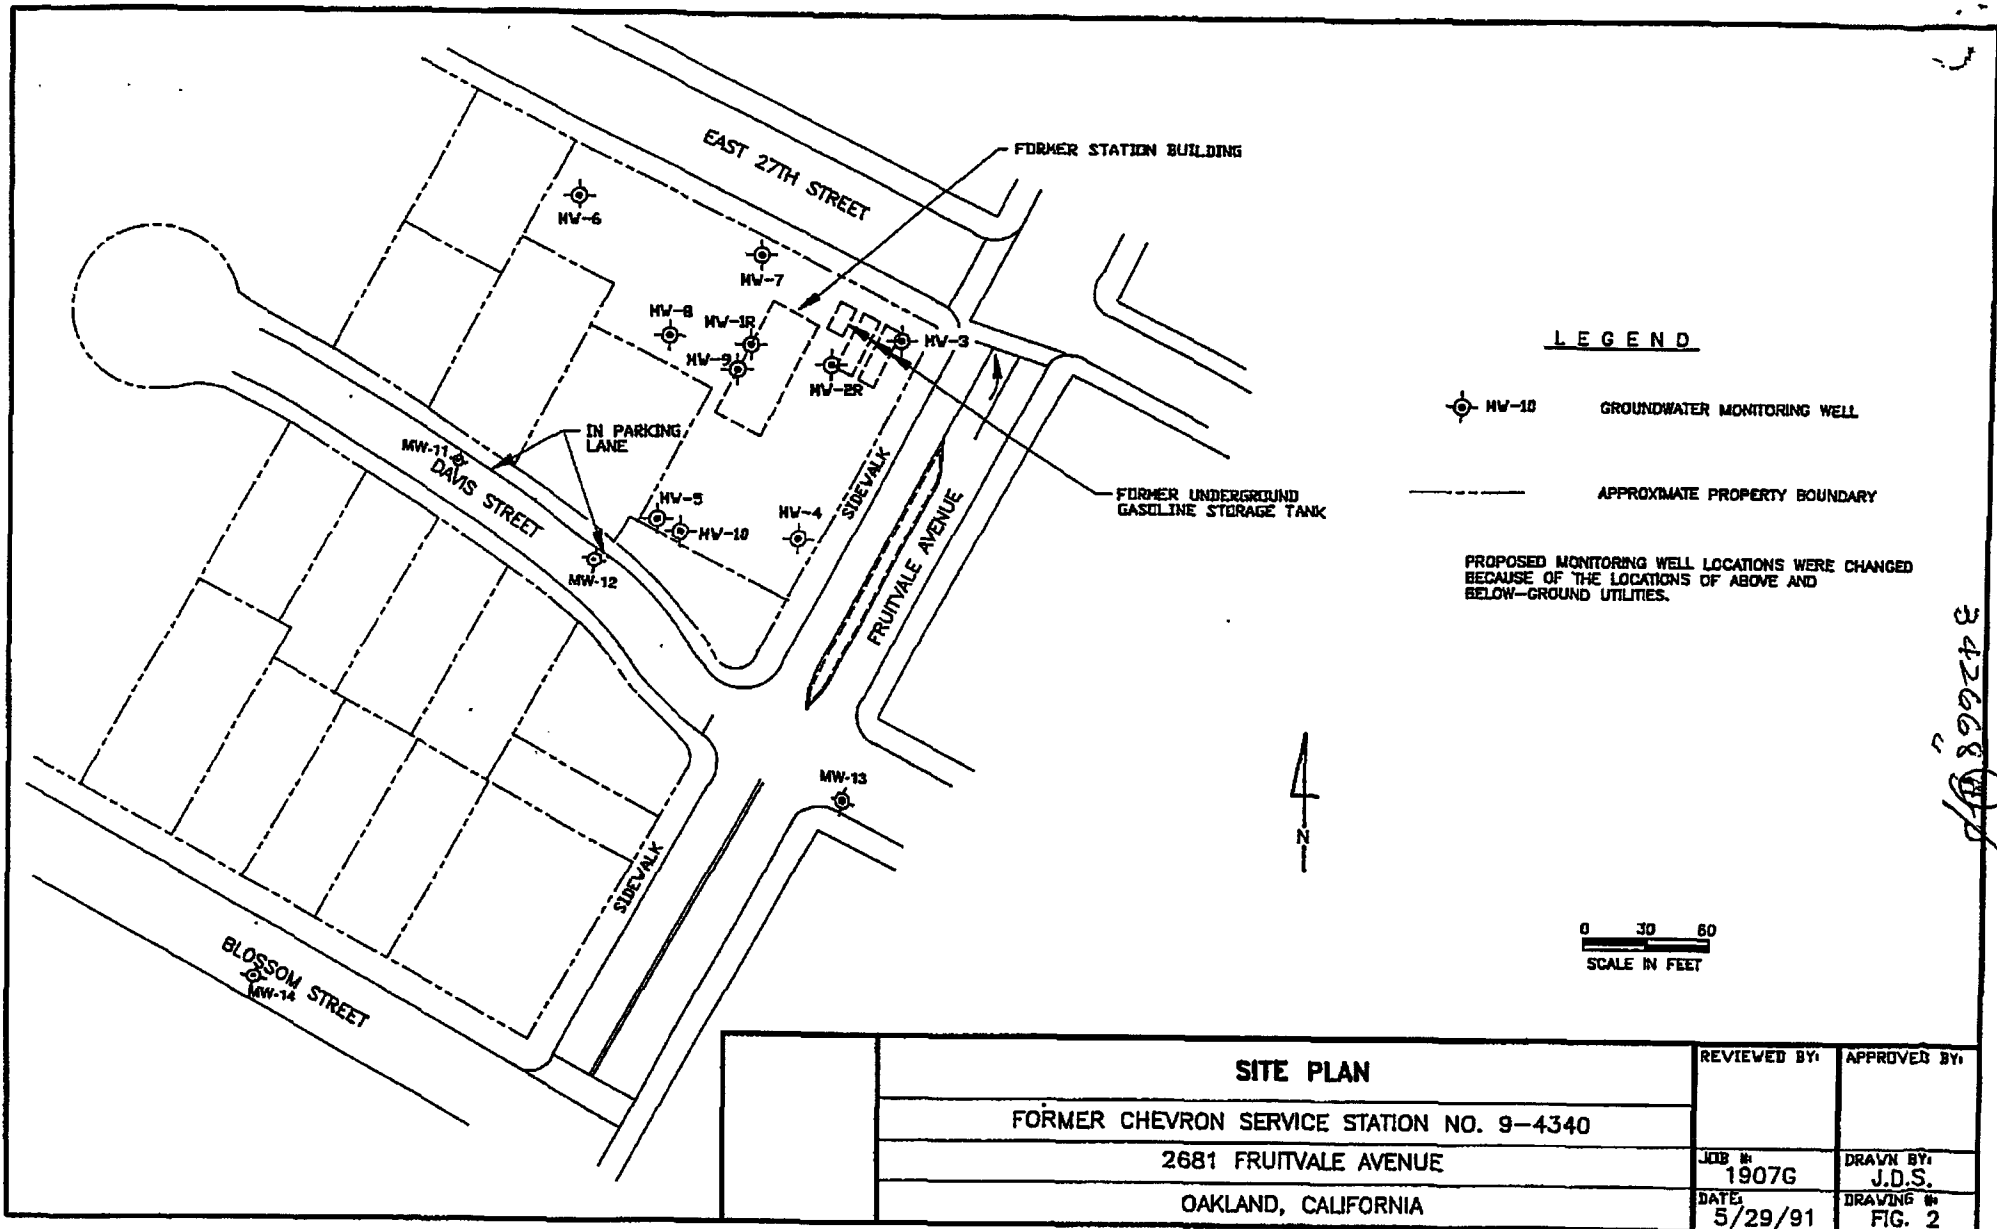 EAST 27TH STREET
FORMER STATION BUILDING
MW-6
MW-7
MW-8
MW-1R
MW-9
MW-3
MW-2R
LEGEND
MW-10
GROUNDWATER MONITORING WELL
IN PARKING
LANE
MW-11
DAVIS STREET
SIDEWALK
FORMER UNDERGROUND
GASOLINE STORAGE TANK
APPROXIMATE PROPERTY BOUNDARY
MW-5
MW-10
MW-4
FRUITVALE AVENUE
MW-12
PROPOSED MONITORING WELL LOCATIONS WERE CHANGED
BECAUSE OF THE LOCATIONS OF ABOVE AND
BELOW-GROUND UTILITIES.
342668
MW-13
N
SIDEWALK
BLOSSOM STREET
MW-14
0 30 60
SCALE IN FEET
SITE PLAN
FORMER CHEVRON SERVICE STATION NO. 9-4340
2681 FRUITVALE AVENUE
OAKLAND, CALIFORNIA
REVIEWED BY:
APPROVED BY:
JOB #:
1907G
DRAWN BY:
J.D.S.
DATE:
5/29/91
DRAWING #:
FIG. 2